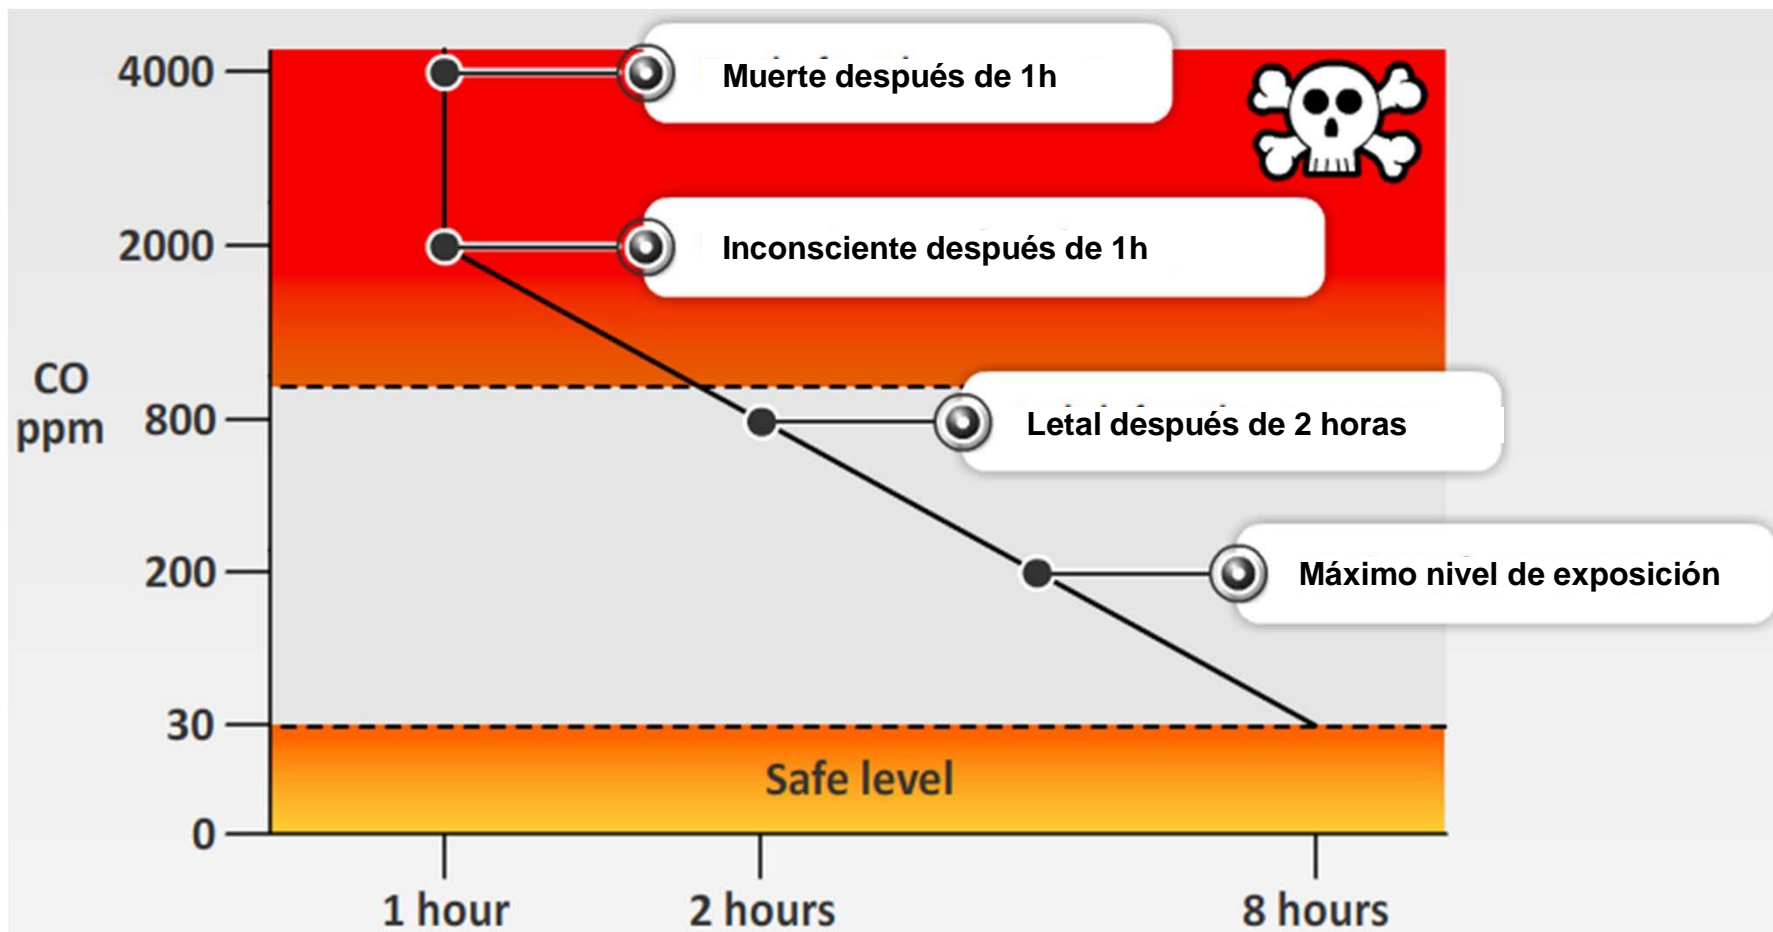 4000
Muerte después de 1h
2000
Inconsciente después de 1h
CO
ppm
800
Letal después de 2 horas
200
Máximo nivel de exposición
30
Safe level
0
1 hour
2 hours
8 hours